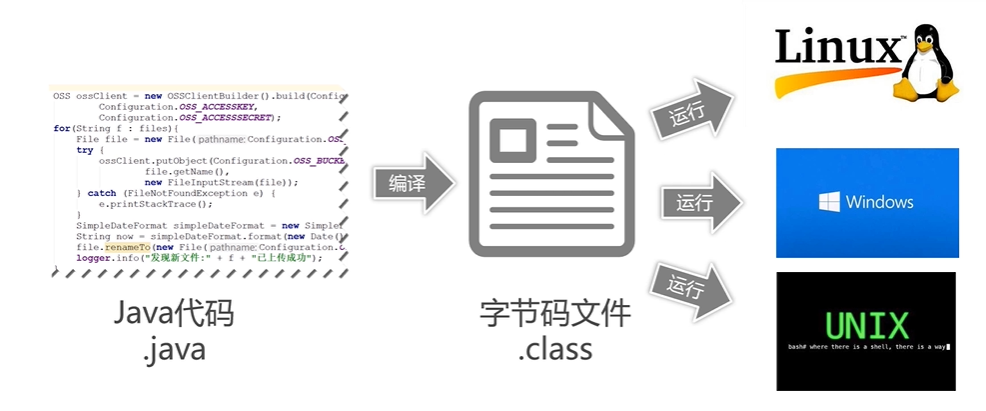 OSS ossClient = new OSSClientBuilder().build(Config
Configuration.OSS_ACCESSKEY,
Configuration.OSS_ACCESSSECRET);
for(String f : files){
File file = new File( pathname: Configuration.OSS_
try {
ossClient.putObject(Configuration.OSS_BUCKE
file.getName(),
new FileInputStream(file));
} catch (FileNotFoundException e) {
e.printStackTrace();
}
SimpleDateFormat simpleDateFormat = new Simple
String now = simpleDateFormat.format(new Date()
file.renameTo(new File( pathname: Configuration.
logger.info("发现新文件:" + f + "已上传成功");
Java代码
.java
编译
字节码文件
.class
运行
运行
运行
Linux™
Windows
UNIX
bash# where there is a shell, there is a way